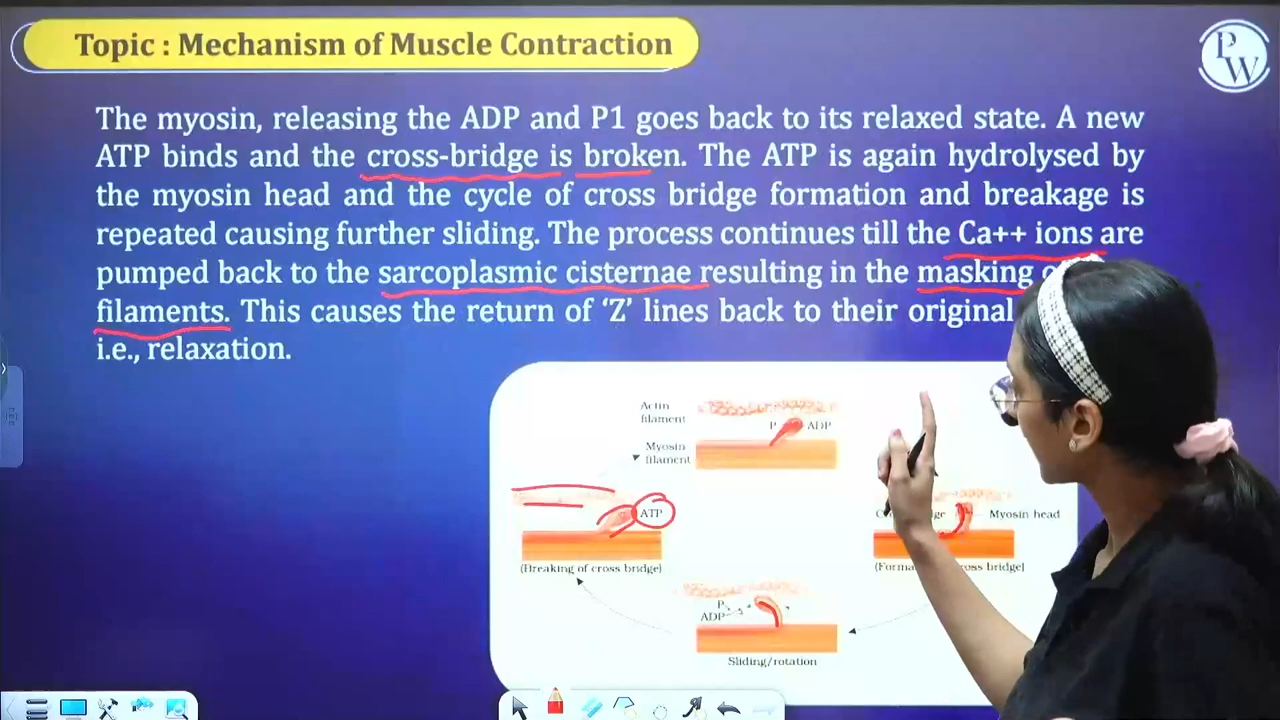 Topic : Mechanism of Muscle Contraction
PW
The myosin, releasing the ADP and P1 goes back to its relaxed state. A new
ATP binds and the cross-bridge is broken. The ATP is again hydrolysed by
the myosin head and the cycle of cross bridge formation and breakage is
repeated causing further sliding. The process continues till the Ca++ ions are
pumped back to the sarcoplasmic cisternae resulting in the masking
filaments. This causes the return of ‘Z’ lines back to their original
i.e., relaxation.
Actin
filament
P ADP
Myosin
filament
ATP
(Breaking of cross bridge)
Myosin head
bridge)
P
ADP
Sliding/rotation